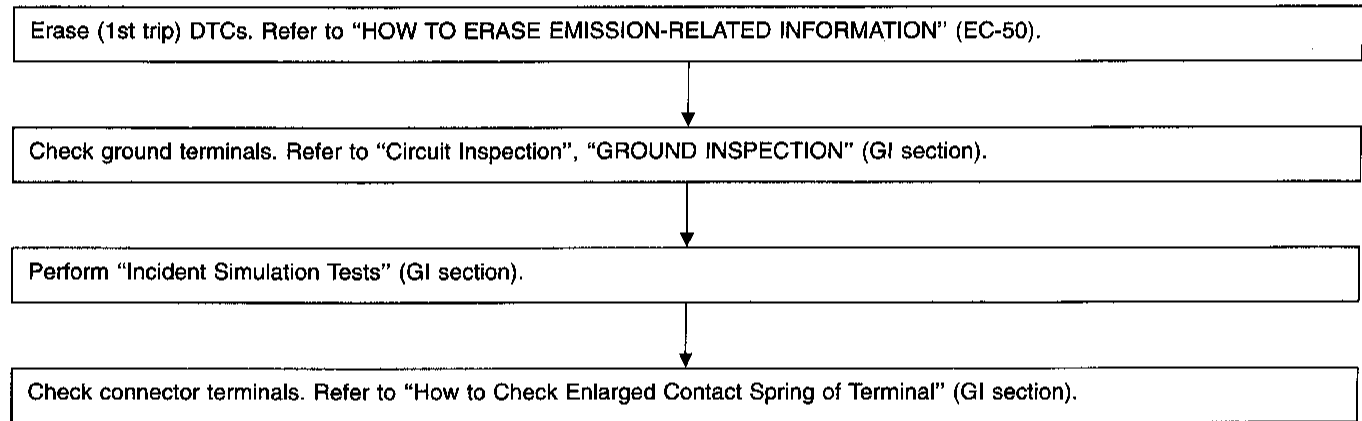 Erase (1st trip) DTCs. Refer to “HOW TO ERASE EMISSION-RELATED INFORMATION” (EC-50).
Check ground terminals. Refer to “Circuit Inspection”, “GROUND INSPECTION” (GI section).
Perform “Incident Simulation Tests” (GI section).
Check connector terminals. Refer to “How to Check Enlarged Contact Spring of Terminal” (GI section).